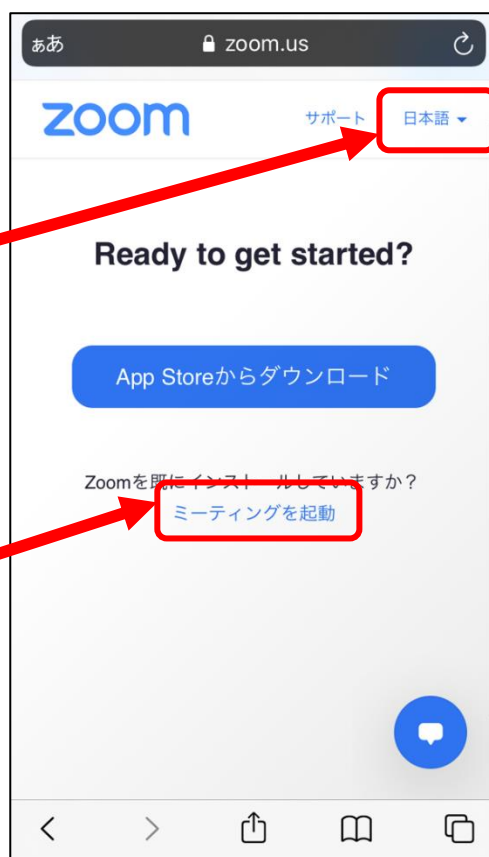 ぁあ zoom.us
zoom サポート 日本語
Ready to get started?
App Storeからダウンロード
Zoomを既にインストールしていますか?
ミーティングを起動